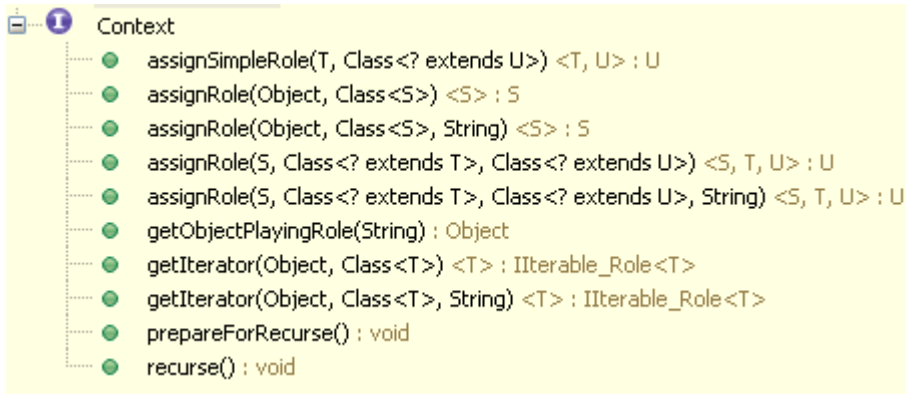 Context
assignSimpleRole(T, Class<? extends U>) <T, U> : U
assignRole(Object, Class<S>) <S> : S
assignRole(Object, Class<S>, String) <S> : S
assignRole(S, Class<? extends T>, Class<? extends U>) <S, T, U> : U
assignRole(S, Class<? extends T>, Class<? extends U>, String) <S, T, U> : U
getObjectPlayingRole(String) : Object
getIterator(Object, Class<T>) <T> : IIterable_Role<T>
getIterator(Object, Class<T>, String) <T> : IIterable_Role<T>
prepareForRecurse() : void
recurse() : void